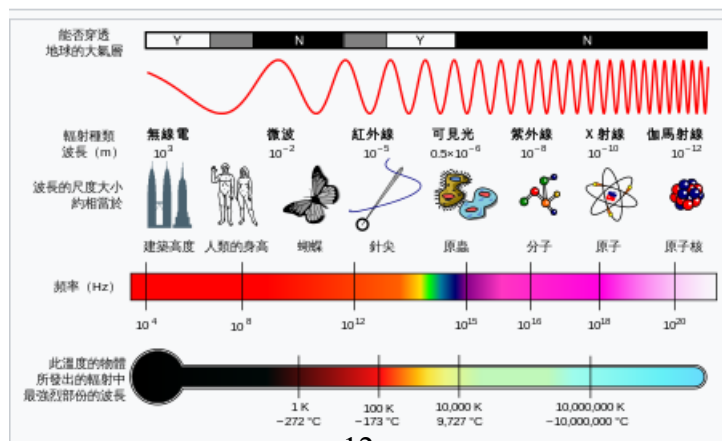 能否穿透
地球的大氣層
Y N Y N
輻射種類 無線電 微波 紅外線 可見光 紫外線 X 射線 伽馬射線
波長 (m) 10³ 10⁻² 10⁻⁵ 0.5×10⁻⁶ 10⁻⁸ 10⁻¹⁰ 10⁻¹²
波長的尺度大小
約相當於
建築高度 人類的身高 蝴蝶 針尖 原蟲 分子 原子 原子核
頻率 (Hz)
10⁴ 10⁸ 10¹² 10¹⁵ 10¹⁶ 10¹⁸ 10²⁰
此溫度的物體
所發出的輻射中
最強烈部份的波長
1 K 100 K 10,000 K 10,000,000 K
−272 °C −173 °C 9,727 °C ~10,000,000 °C
12